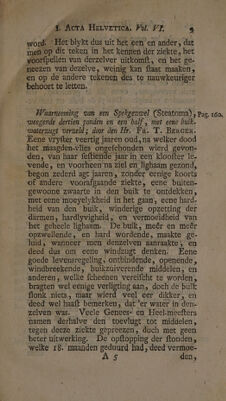 I. ACTA HELVETICA. Vol. VI. 9
word. Het blykt dus uit het een en ander, dat
men op dit teken in het kennen der ziekte, het
voorspellen van derzelver uitkomst, en het ge-
neezen van dezelve, weinig kan staat maaken,
en op de andere tekenen des te nauwkeuriger
behoort te letten.
Waarneeming van een Spekgezwel (Steatoma), Pag. 160.
weegende dertien ponden en een half, met eene buik-
waterzugt verzeld; door den Hr. FR. T. BERGER.
Eene vryster veertig jaaren oud, na welker dood
het maagden-vlies ongeschonden wierd gevon-
den, van haar sestiende jaar in een klooster le-
vende, en voorheen na ziel en lighaam gezond,
begon zederd agt jaaren, zonder eenige koorts
of andere voorafgaande ziekte, eene buiten-
gewoone zwaarte in den buik te ontdekken,
met eene moeyelykheid in het gaan, eene hard-
heid van den buik, winderige opzetting der
darmen, hardlyvigheid, en vermoeidheid van
het geheele lighaem. De buik, meêr en meêr
opzwellende, en hard wordende, maakte ge-
luid, wanneer men denzelven aanraakte, en
deed dus om eene windzugt denken. Eene
goede levensregeling, ontbindende, openende,
windbreekende, buikzuiverende middelen, en
anderen, welke scheenen vereischt te worden,
bragten wel eenige verligting aan, doch de buik
slonk niets, maar wierd veel eer dikker, en
deed wel haast bemerken, dat 'er water in den-
zelven was. Veele Genees- en Heel-meesters
namen derhalve den toevlugt tot middelen,
tegen deeze ziekte gepreezen, doch met geen
beter uitwerking. De opstopping der stonden,
welke 18. maanden geduurd had, deed vermoe-
A 5 den,